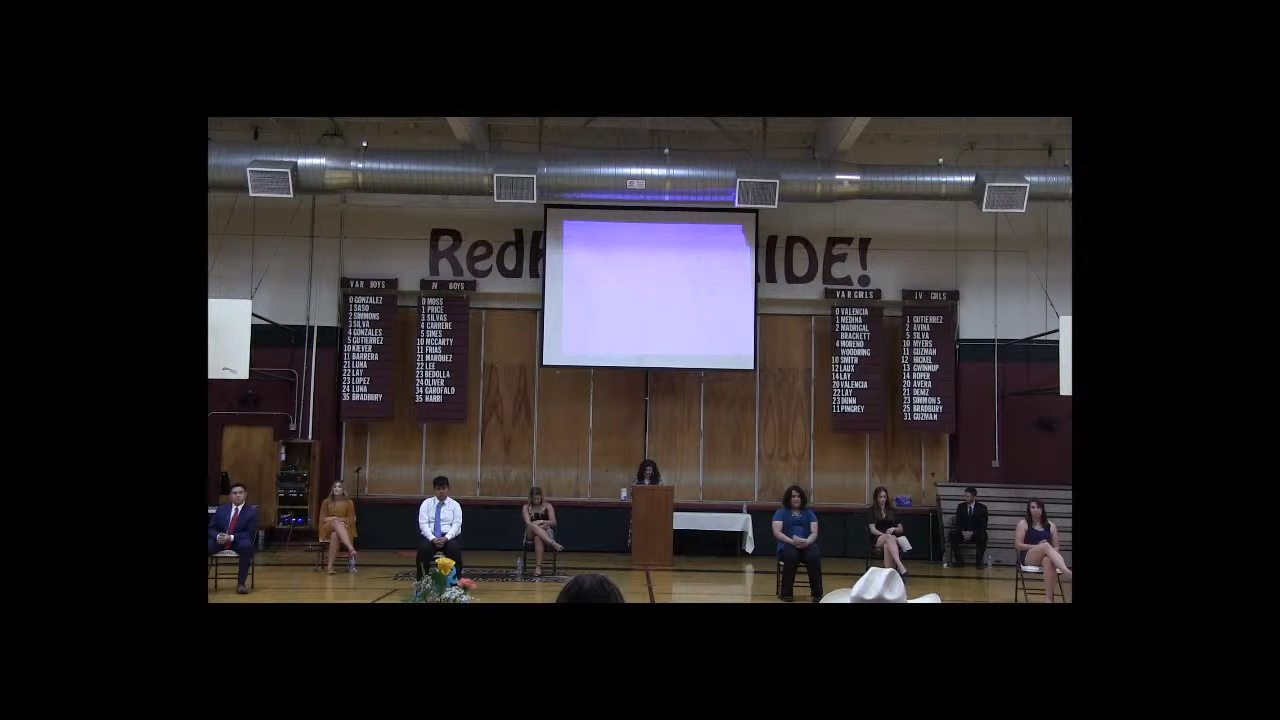 RedH
RIDE!
VAR BOYS
0 GONZALEZ
1 SASO
2 SIMMONS
3 SILVA
4 GONZALES
5 GUTIERREZ
10 KIEVER
11 BARRERA
21 LUNA
22 LAY
23 LOPEZ
24 LUNA
35 BRADBURY
JV BOYS
0 MOSS
1 PRICE
3 SILVAS
4 CARRERE
5 SIMES
10 MCCARTY
11 FRIAS
21 MARQUEZ
22 LEE
23 BEDOLLA
24 OLIVER
34 GAROFALO
35 HARRI
VAR GIRLS
0 VALENCIA
1 MEDINA
2 MADRIGAL
BRACKETT
4 MORENO
WOODRING
10 SMITH
12 LAUX
14 LAY
20 VALENCIA
22 LAY
23 DUNN
11 PINGREY
JV GIRLS
1 GUTIERREZ
2 AVINA
5 SILVA
10 MYERS
11 GUZMAN
12 HICKEL
13 GWINNUP
14 ROPER
20 AVERA
21 DENIZ
23 SIMMONS
25 BRADBURY
31 GUZMAN